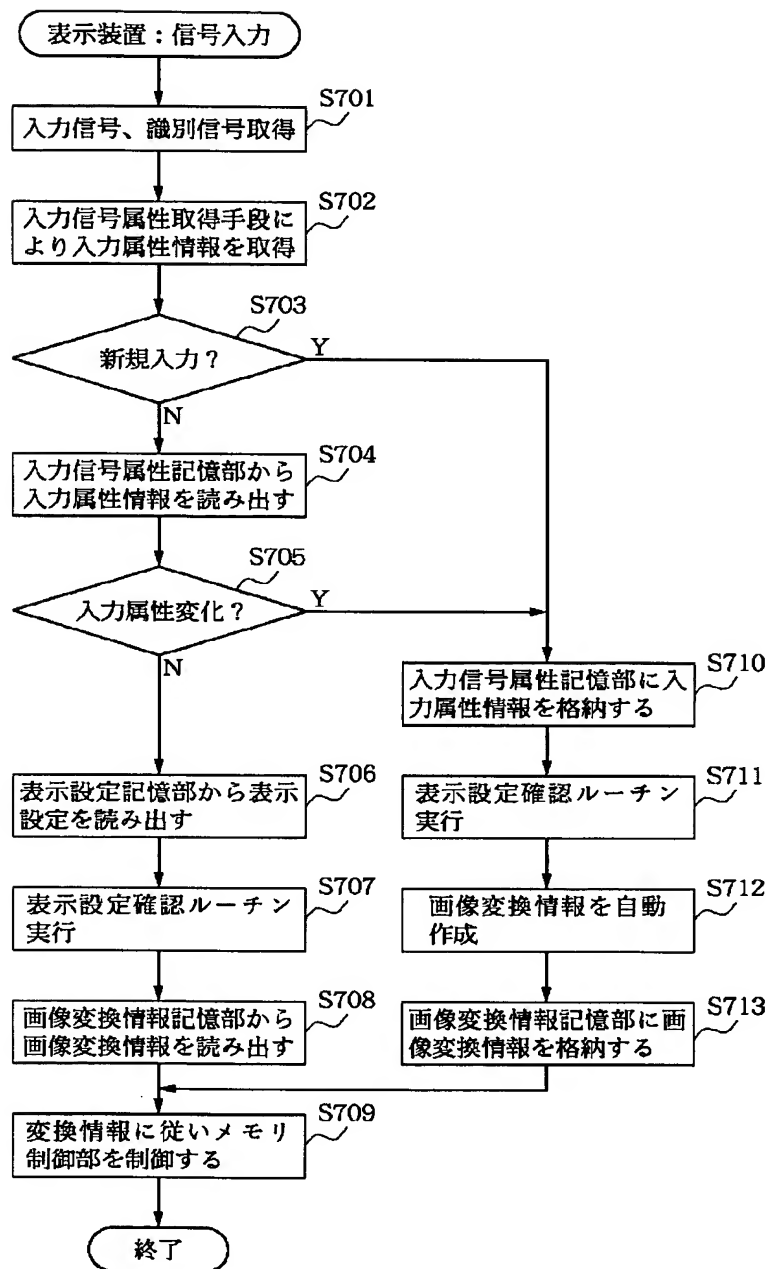 表示装置：信号入力
S701
入力信号、識別信号取得
S702
入力信号属性取得手段に
より入力属性情報を取得
S703
新規入力？
Y
N
S704
入力信号属性記憶部から
入力属性情報を読み出す
S705
入力属性変化？
Y
N
S710
入力信号属性記憶部に入
力属性情報を格納する
S706
表示設定記憶部から表示
設定を読み出す
S711
表示設定確認ルーチン
実行
S707
表示設定確認ルーチン
実行
S712
画像変換情報を自動
作成
S708
画像変換情報記憶部から
画像変換情報を読み出す
S713
画像変換情報記憶部に画
像変換情報を格納する
S709
変換情報に従いメモリ
制御部を制御する
終了